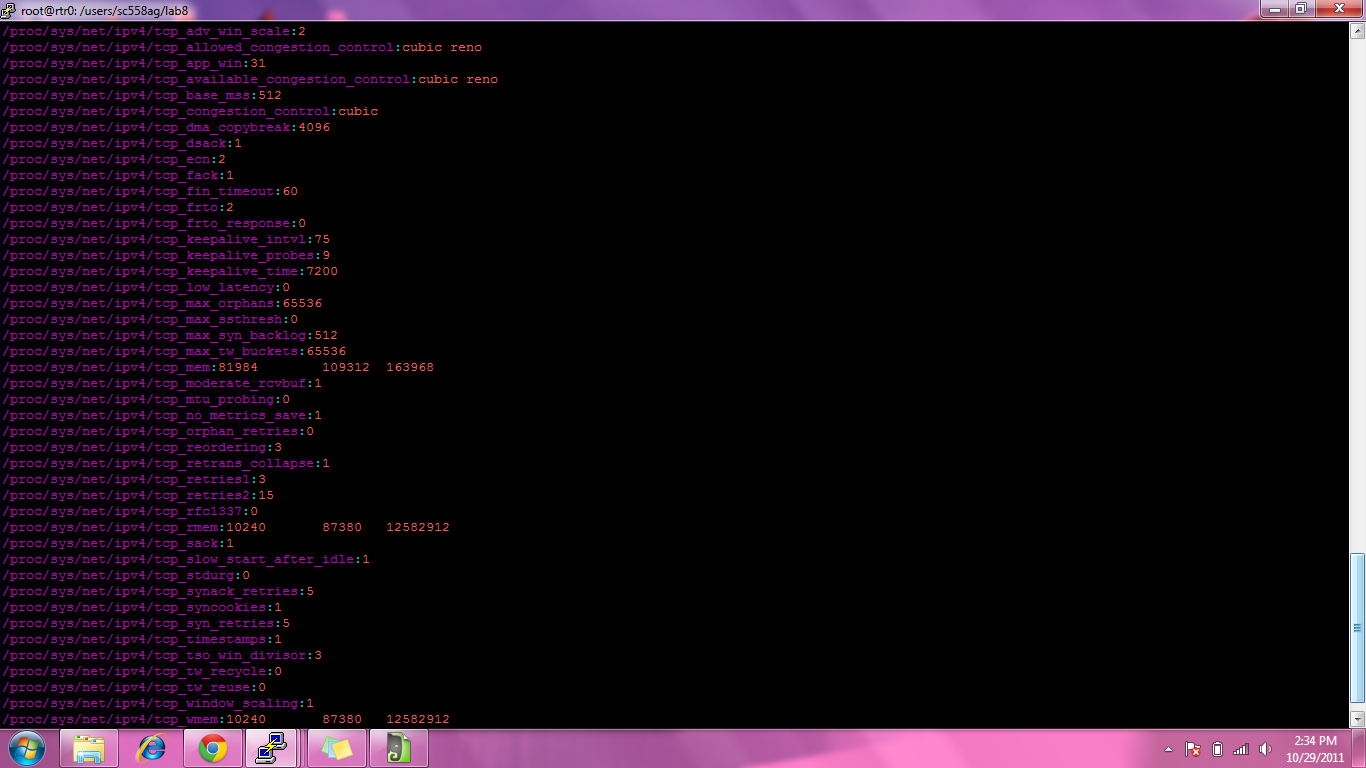 root@rtr0: /users/sc558ag/lab8
/proc/sys/net/ipv4/tcp_adv_win_scale:2
/proc/sys/net/ipv4/tcp_allowed_congestion_control:cubic reno
/proc/sys/net/ipv4/tcp_app_win:31
/proc/sys/net/ipv4/tcp_available_congestion_control:cubic reno
/proc/sys/net/ipv4/tcp_base_mss:512
/proc/sys/net/ipv4/tcp_congestion_control:cubic
/proc/sys/net/ipv4/tcp_dma_copybreak:4096
/proc/sys/net/ipv4/tcp_dsack:1
/proc/sys/net/ipv4/tcp_ecn:2
/proc/sys/net/ipv4/tcp_fack:1
/proc/sys/net/ipv4/tcp_fin_timeout:60
/proc/sys/net/ipv4/tcp_frto:2
/proc/sys/net/ipv4/tcp_frto_response:0
/proc/sys/net/ipv4/tcp_keepalive_intvl:75
/proc/sys/net/ipv4/tcp_keepalive_probes:9
/proc/sys/net/ipv4/tcp_keepalive_time:7200
/proc/sys/net/ipv4/tcp_low_latency:0
/proc/sys/net/ipv4/tcp_max_orphans:65536
/proc/sys/net/ipv4/tcp_max_ssthresh:0
/proc/sys/net/ipv4/tcp_max_syn_backlog:512
/proc/sys/net/ipv4/tcp_max_tw_buckets:65536
/proc/sys/net/ipv4/tcp_mem:81984 109312 163968
/proc/sys/net/ipv4/tcp_moderate_rcvbuf:1
/proc/sys/net/ipv4/tcp_mtu_probing:0
/proc/sys/net/ipv4/tcp_no_metrics_save:1
/proc/sys/net/ipv4/tcp_orphan_retries:0
/proc/sys/net/ipv4/tcp_reordering:3
/proc/sys/net/ipv4/tcp_retrans_collapse:1
/proc/sys/net/ipv4/tcp_retries1:3
/proc/sys/net/ipv4/tcp_retries2:15
/proc/sys/net/ipv4/tcp_rfc1337:0
/proc/sys/net/ipv4/tcp_rmem:10240 87380 12582912
/proc/sys/net/ipv4/tcp_sack:1
/proc/sys/net/ipv4/tcp_slow_start_after_idle:1
/proc/sys/net/ipv4/tcp_stdurg:0
/proc/sys/net/ipv4/tcp_synack_retries:5
/proc/sys/net/ipv4/tcp_syncookies:1
/proc/sys/net/ipv4/tcp_syn_retries:5
/proc/sys/net/ipv4/tcp_timestamps:1
/proc/sys/net/ipv4/tcp_tso_win_divisor:3
/proc/sys/net/ipv4/tcp_tw_recycle:0
/proc/sys/net/ipv4/tcp_tw_reuse:0
/proc/sys/net/ipv4/tcp_window_scaling:1
/proc/sys/net/ipv4/tcp_wmem:10240 87380 12582912
2:34 PM
10/29/2011